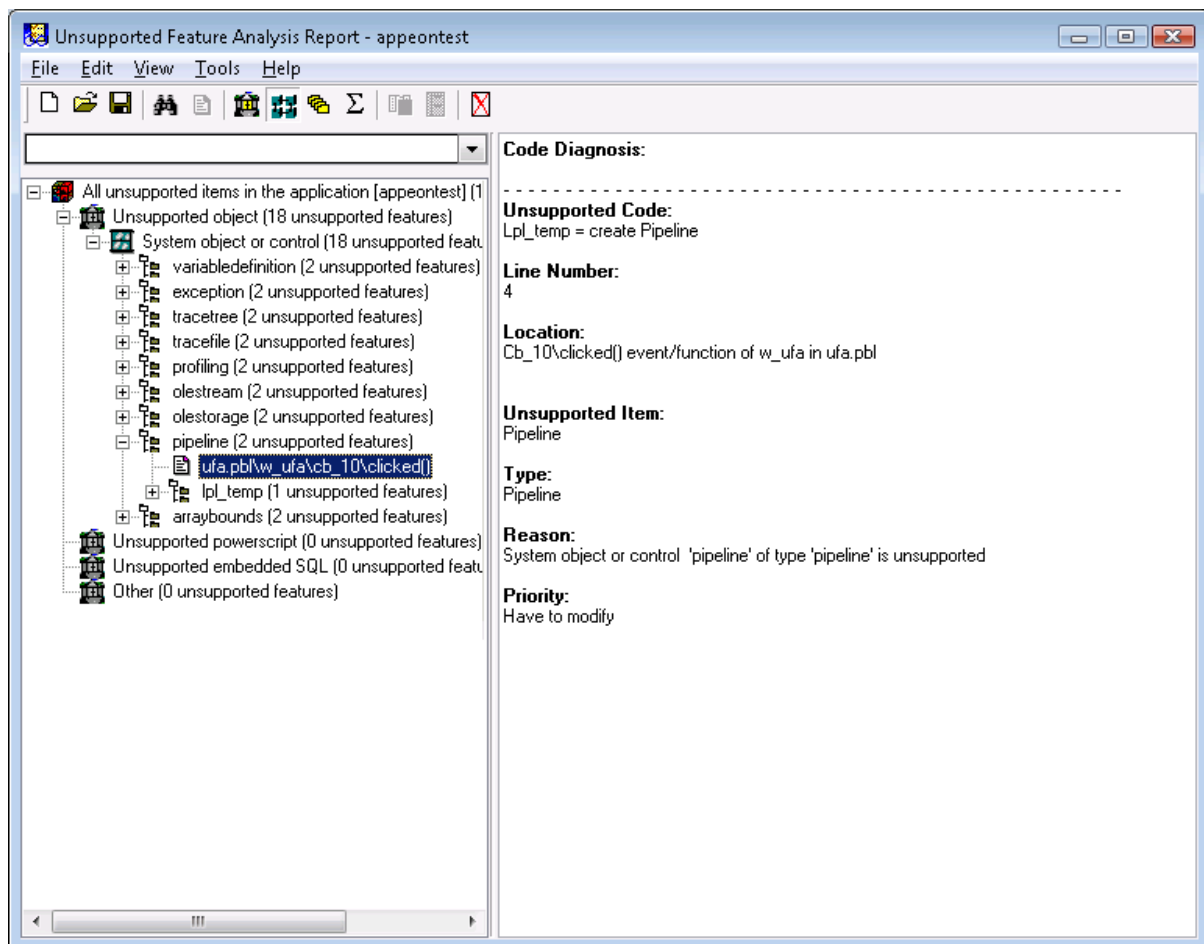 Unsupported Feature Analysis Report - appeontest
File Edit View Tools Help
All unsupported items in the application [appeontest] (1
Unsupported object (18 unsupported features)
System object or control (18 unsupported featu
variabledefinition (2 unsupported features)
exception (2 unsupported features)
tracetree (2 unsupported features)
tracefile (2 unsupported features)
profiling (2 unsupported features)
olestream (2 unsupported features)
olestorage (2 unsupported features)
pipeline (2 unsupported features)
ufa.pbl\w_ufa\cb_10\clicked()
lpl_temp (1 unsupported features)
arraybounds (2 unsupported features)
Unsupported powerscript (0 unsupported features)
Unsupported embedded SQL (0 unsupported featu
Other (0 unsupported features)
Code Diagnosis:
- - - - - - - - - - - - - - - - - - - - - - - - - - - - - - - - - - - - - - - - - - - - - - - - - - -
Unsupported Code:
Lpl_temp = create Pipeline
Line Number:
4
Location:
Cb_10\clicked() event/function of w_ufa in ufa.pbl
Unsupported Item:
Pipeline
Type:
Pipeline
Reason:
System object or control 'pipeline' of type 'pipeline' is unsupported
Priority:
Have to modify